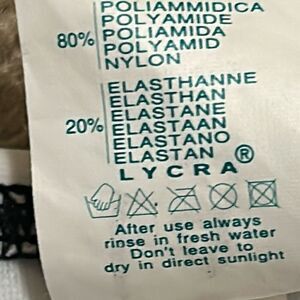 POLIAMMIDICA
POLYAMIDE
80% POLIAMIDA
POLYAMID
NYLON
ELASTHANNE
ELASTHAN
ELASTANE
20% ELASTAAN
ELASTANO
ELASTAN
LYCRA®
After use always
rinse in fresh water
Don't leave to
dry in direct sunlight